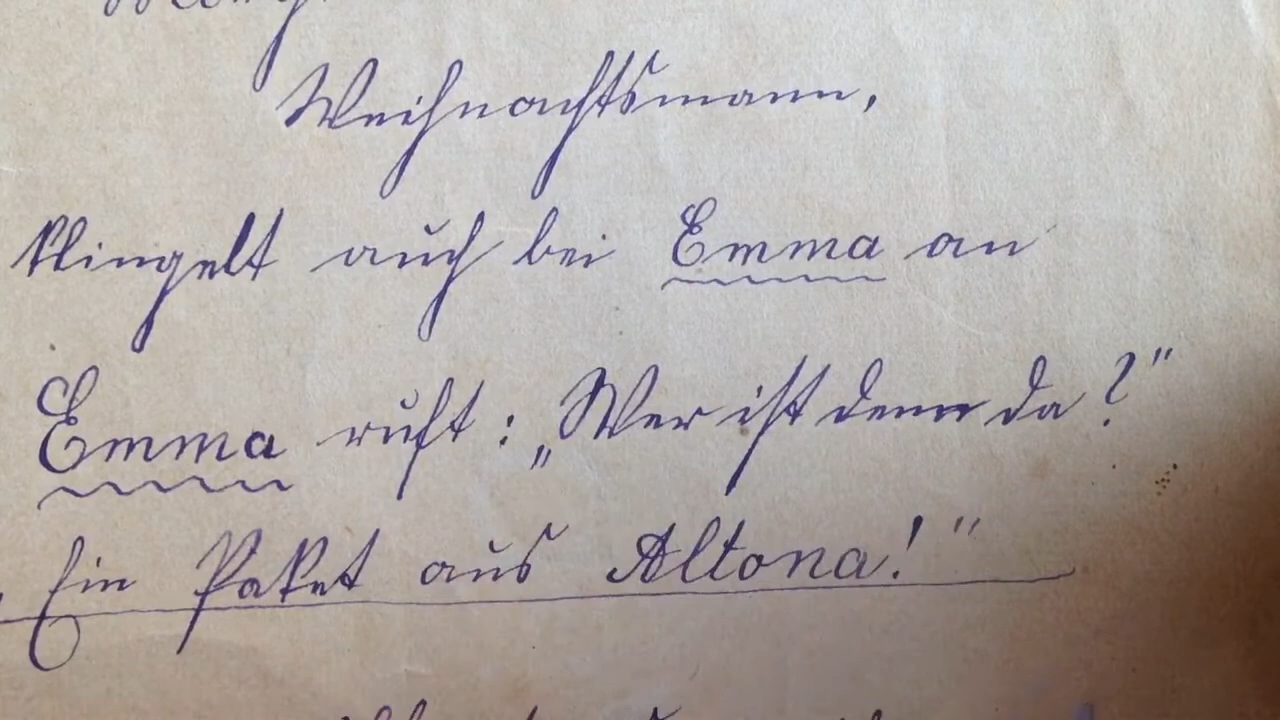 Weihnachtsmann,
klingelt auch bei Emma an
Emma ruft: „Wer ist denn da?"
Ein Paket aus Altona!"